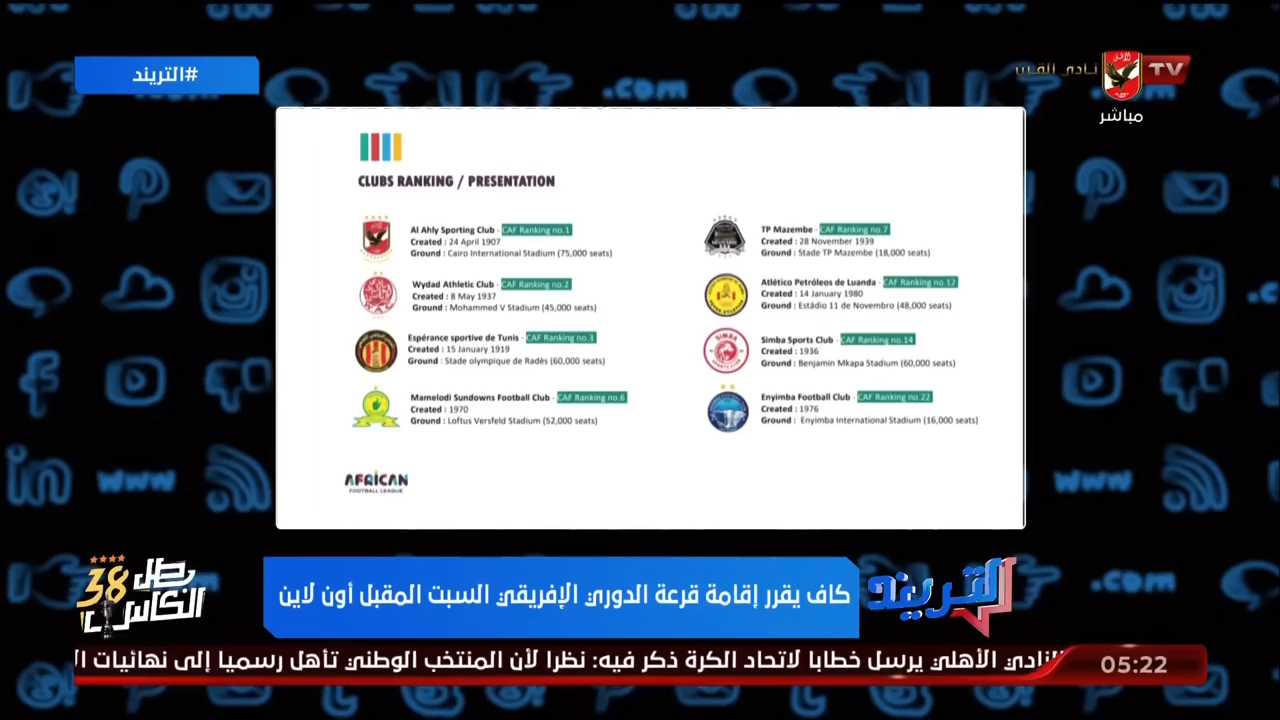 #التريند
نادي القرن
TV
مباشر
CLUBS RANKING / PRESENTATION
Al Ahly Sporting Club - CAF Ranking no.1
Created : 24 April 1907
Ground : Cairo International Stadium (75,000 seats)
Wydad Athletic Club - CAF Ranking no.2
Created : 8 May 1937
Ground : Mohammed V Stadium (45,000 seats)
Espérance sportive de Tunis - CAF Ranking no.3
Created : 15 January 1919
Ground : Stade olympique de Radès (60,000 seats)
Mamelodi Sundowns Football Club - CAF Ranking no.6
Created : 1970
Ground : Loftus Versfeld Stadium (52,000 seats)
TP Mazembe - CAF Ranking no.7
Created : 28 November 1939
Ground : Stade TP Mazembe (18,000 seats)
Atlético Petróleos de Luanda - CAF Ranking no.12
Created : 14 January 1980
Ground : Estádio 11 de Novembro (48,000 seats)
Simba Sports Club - CAF Ranking no.14
Created : 1936
Ground : Benjamin Mkapa Stadium (60,000 seats)
Enyimba Football Club - CAF Ranking no.22
Created : 1976
Ground : Enyimba International Stadium (16,000 seats)
AFRICAN
FOOTBALL LEAGUE
التريند
كاف يقرر إقامة قرعة الدوري الإفريقي السبت المقبل أون لاين
بطل
الكاس
38
05:22
النادي الأهلي يرسل خطابا لاتحاد الكرة ذكر فيه: نظرا لأن المنتخب الوطني تأهل رسميا إلى نهائيات
.com
www